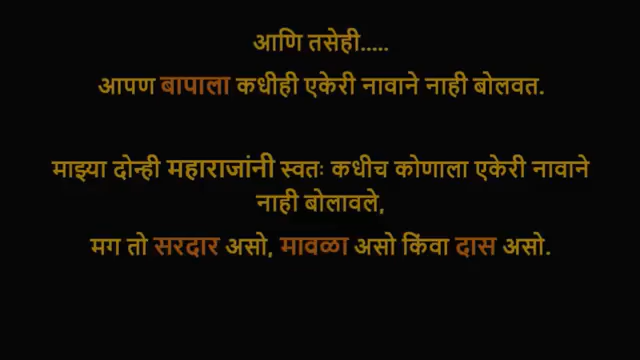 आणि तसेही.....
आपण बापाला कधीही एकेरी नावाने नाही बोलवत.
माझ्या दोन्ही महाराजांनी स्वतः कधीच कोणाला एकेरी नावाने
नाही बोलावले,
मग तो सरदार असो, मावळा असो किंवा दास असो.